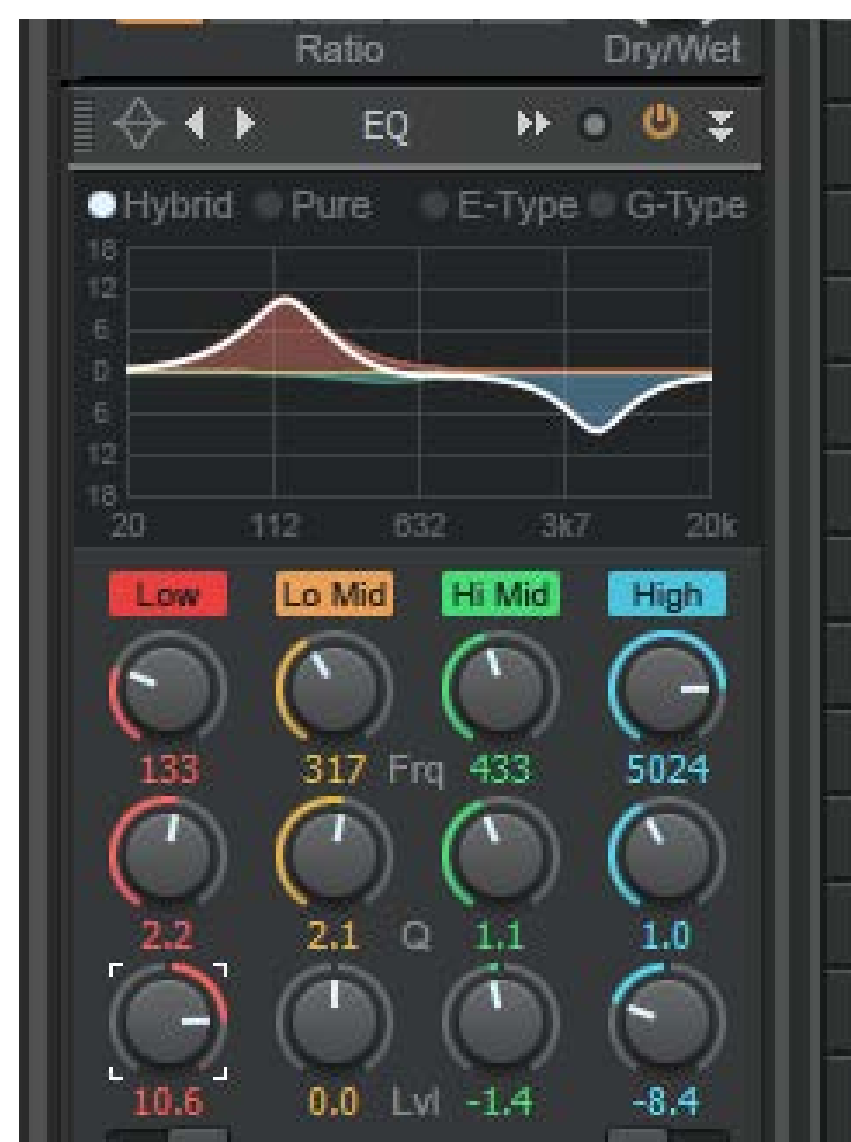 Ratio Dry/Wet
EQ
Hybrid Pure E-Type G-Type
18
12
6
0
6
12
18
20 112 632 3k7 20k
Low Lo Mid Hi Mid High
133 317 Frq 433 5024
2.2 2.1 Q 1.1 1.0
10.6 0.0 Lvl -1.4 -8.4